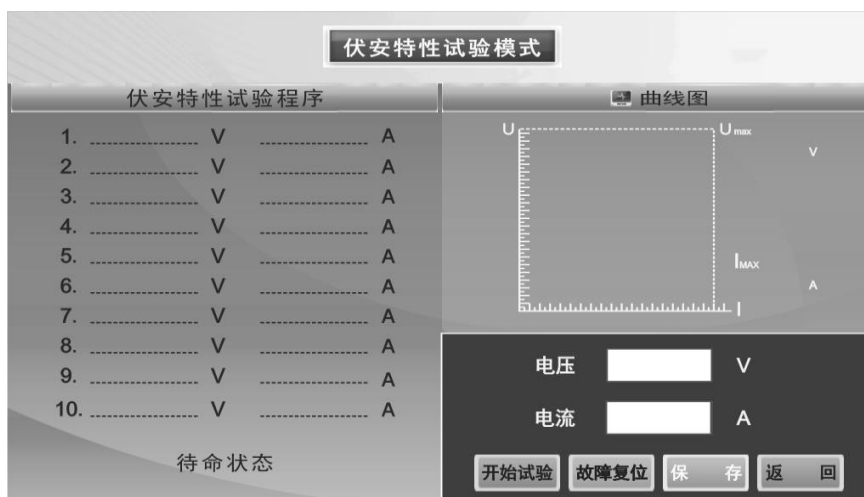 伏安特性试验模式
伏安特性试验程序
1. V A
2. V A
3. V A
4. V A
5. V A
6. V A
7. V A
8. V A
9. V A
10. V A
待命状态
曲线图
U Umax
V
IMAX
A
I
电压 V
电流 A
开始试验 故障复位 保 存 返 回